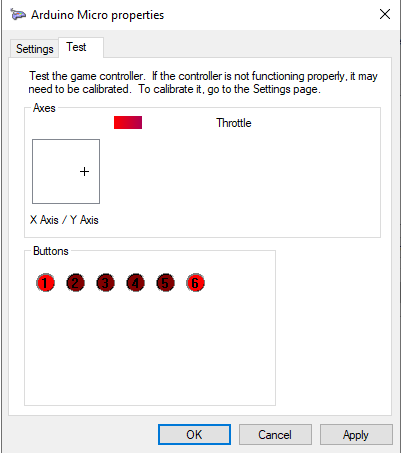 Arduino Micro properties
Settings
Test
Test the game controller. If the controller is not functioning properly, it may
need to be calibrated. To calibrate it, go to the Settings page.
Axes
Throttle
X Axis / Y Axis
Buttons
1 2 3 4 5 6
OK Cancel Apply